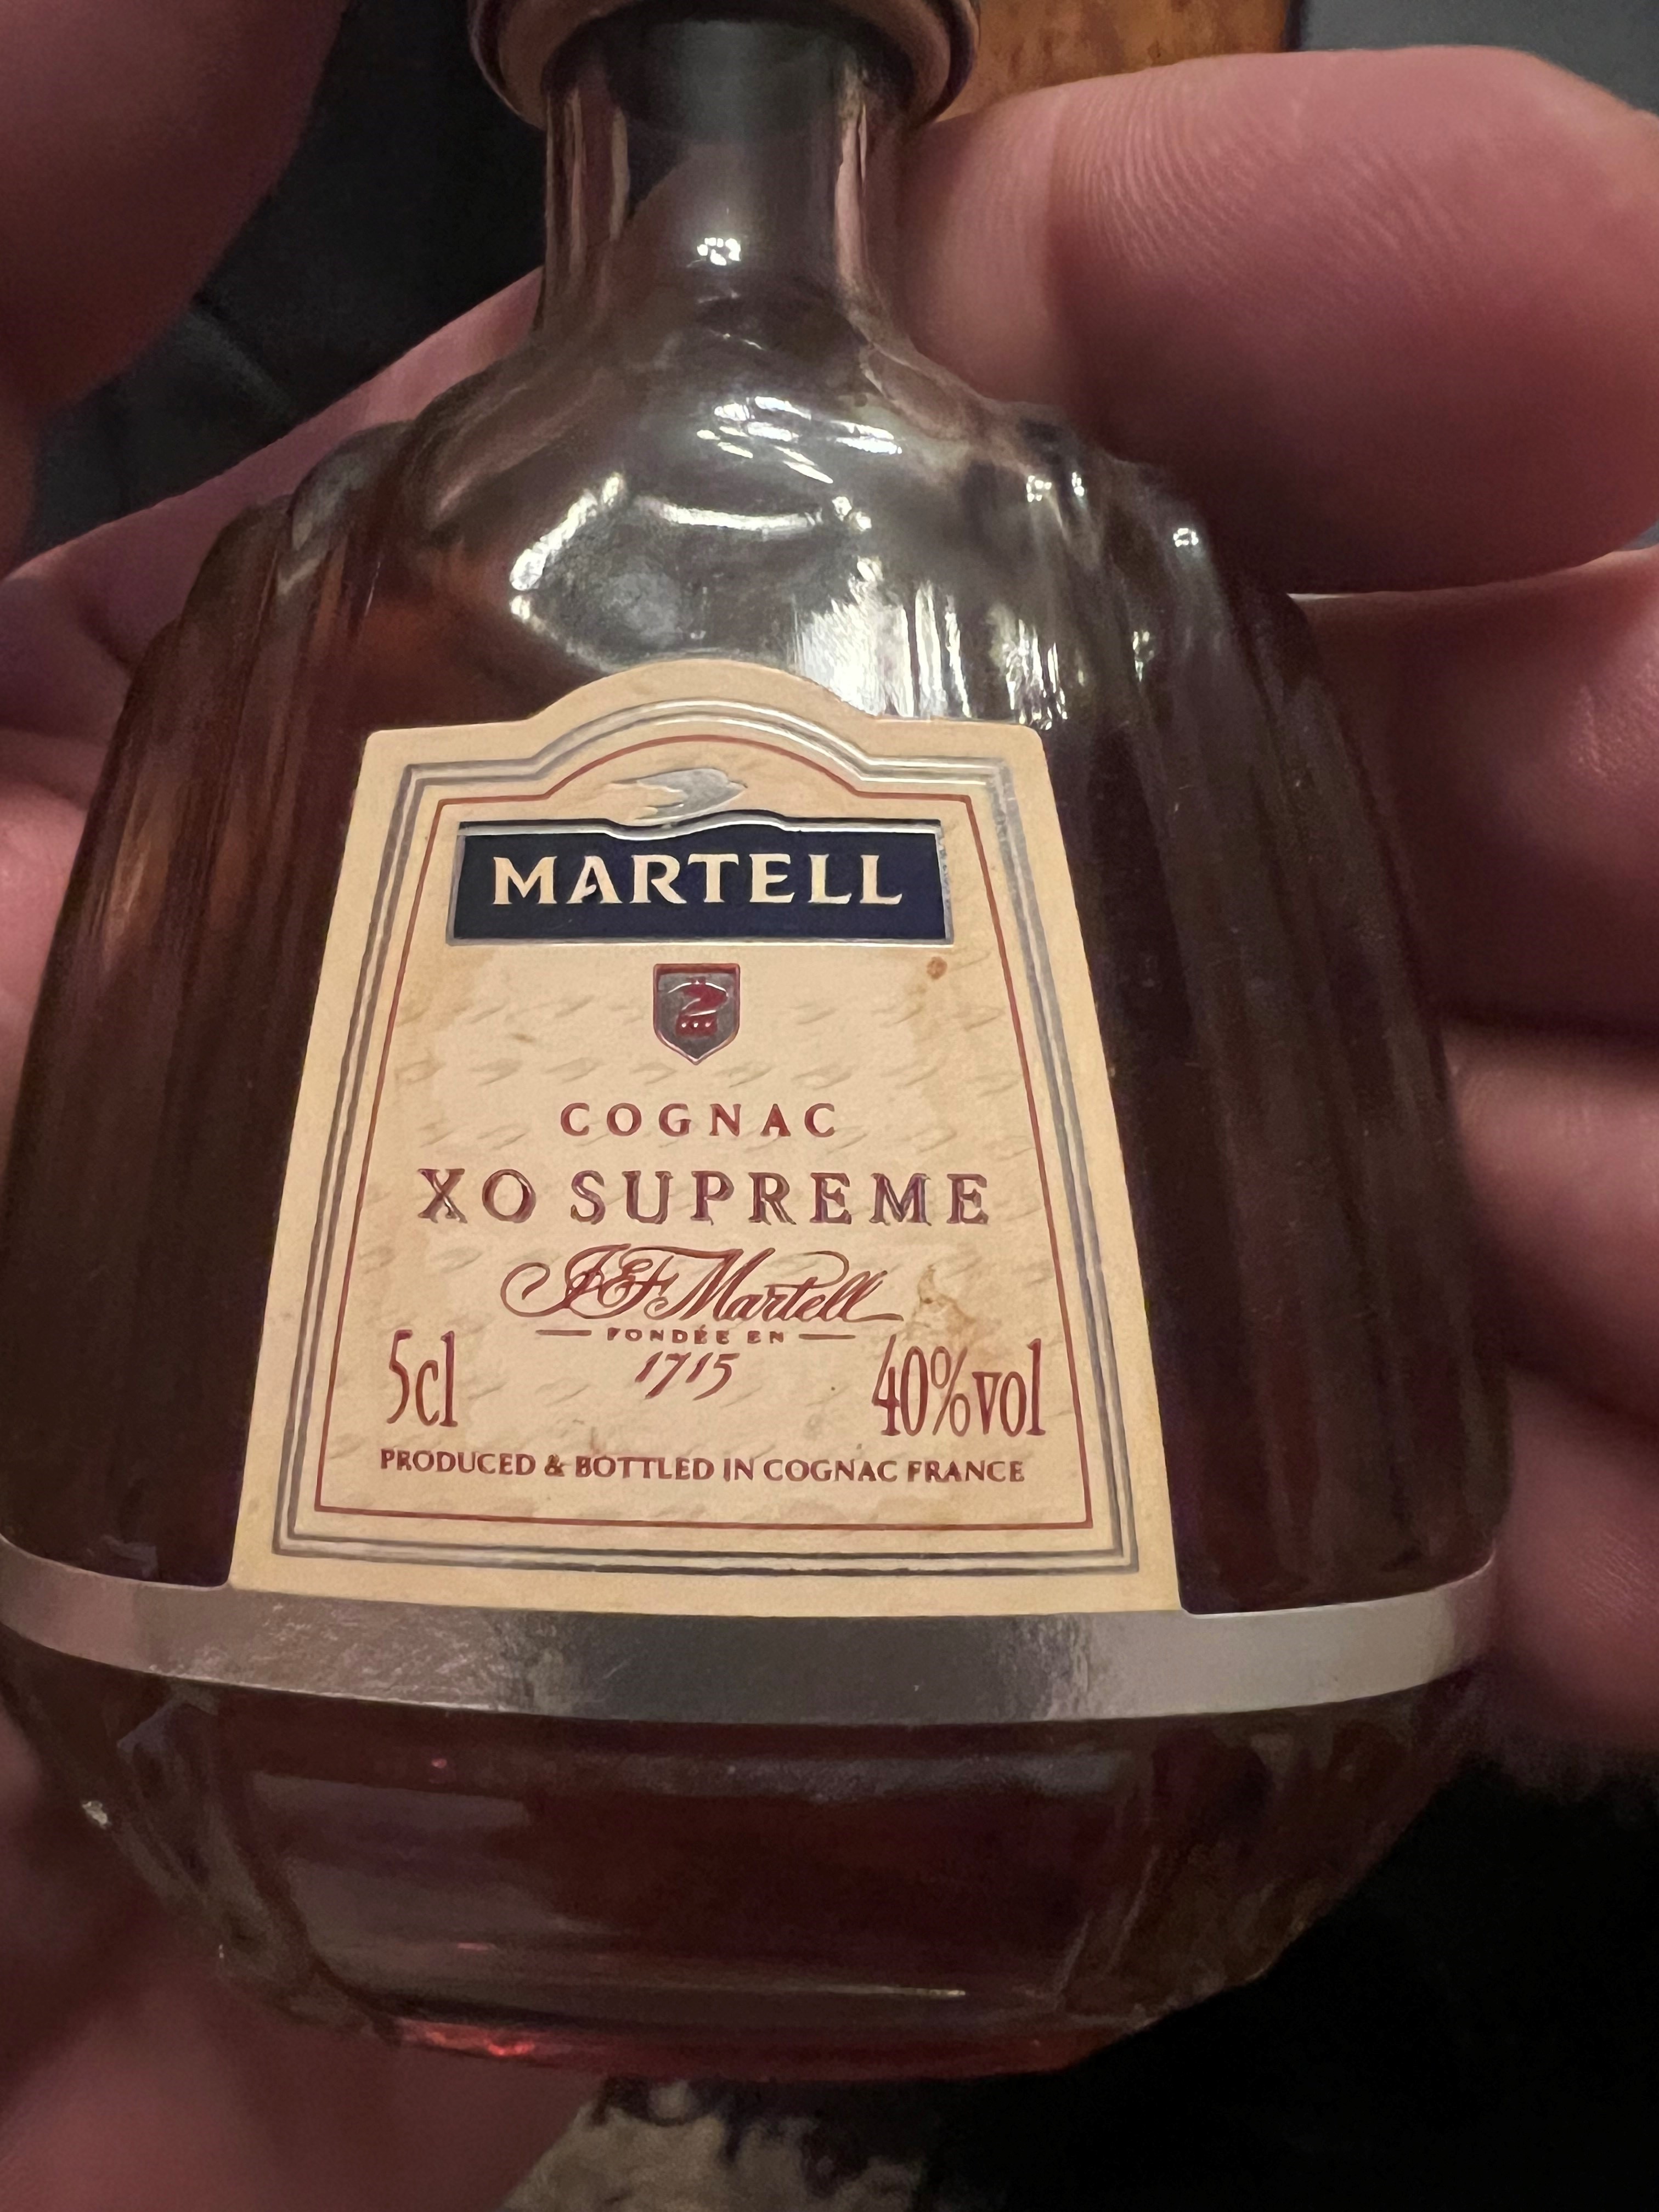 MARTELL
COGNAC
XO SUPREME
J&F Martell
FONDÉE EN
1715
5cl 40%vol
PRODUCED & BOTTLED IN COGNAC FRANCE